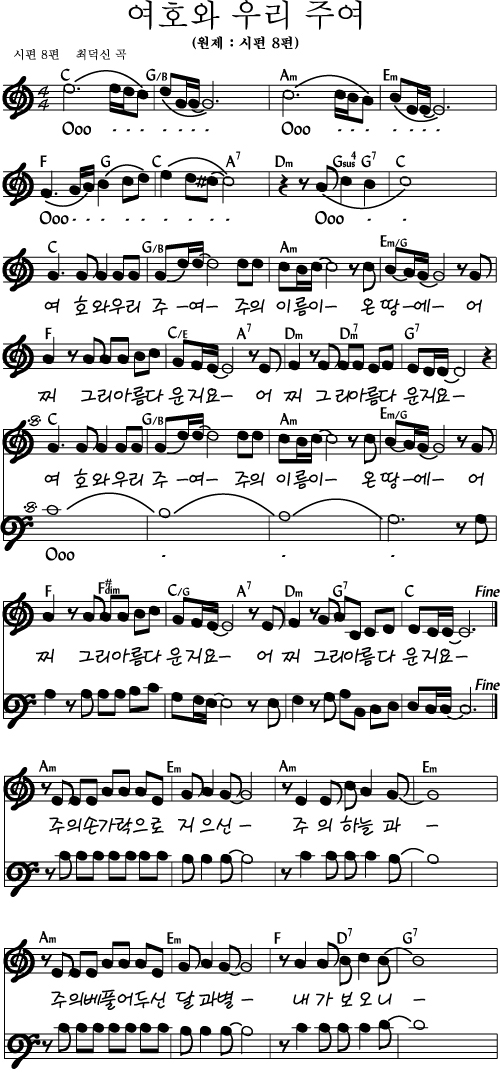 여호와 우리 주여
(원제 : 시편 8편)
시편 8편 최덕신 곡
C G/B Am Em
Ooo - - - - - - - Ooo - - - - - - -
F G C A7 Dm Gsus4 G7 C
Ooo - - - - - - - - - - Ooo - -
C G/B Am Em/G
여 호와우리 주 -여- 주의 이름이- 온땅-에- 어
F C/E A7 Dm D7m G7
찌 그리아름다 운지요- 어 찌 그리아름다 운지요-
C G/B Am Em/G
여 호와우리 주 -여- 주의 이름이- 온땅-에- 어
Ooo - - -
F F#dim C/G A7 Dm G7 C Fine
찌 그리아름다 운지요- 어 찌 그리아름다 운지요-
Fine
Am Em Am Em
주의손가락으로 지으신- 주 의 하늘 과 -
Am Em F D7 G7
주의베풀어두신 달과별- 내가 보오니 -